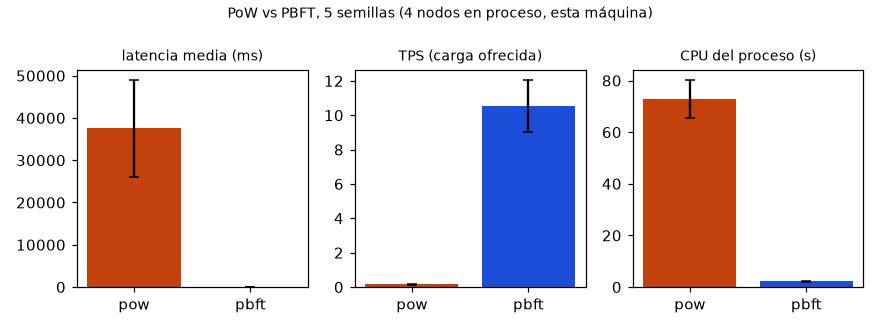 PoW vs PBFT, 5 semillas (4 nodos en proceso, esta máquina)
latencia media (ms)
50000
40000
30000
20000
10000
0
pow
pbft
TPS (carga ofrecida)
12
10
8
6
4
2
0
pow
pbft
CPU del proceso (s)
80
60
40
20
0
pow
pbft